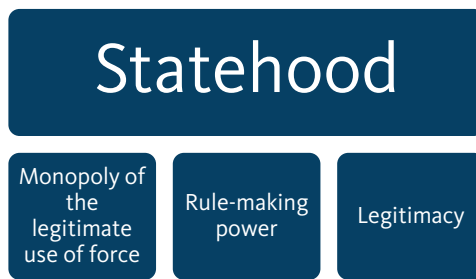 Statehood
Monopoly of
the
legitimate
use of force
Rule-making
power
Legitimacy